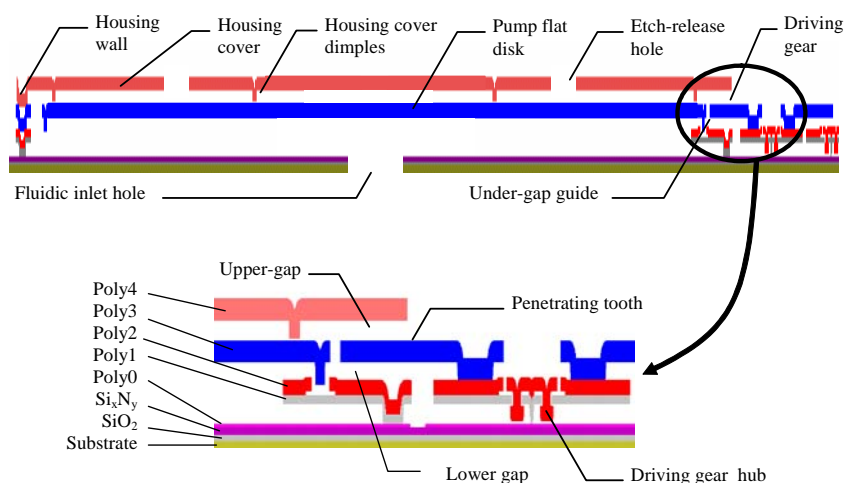 Housing
wall
Housing
cover
Housing cover
dimples
Pump flat
disk
Etch-release
hole
Driving
gear
Fluidic inlet hole
Under-gap guide
Upper-gap
Penetrating tooth
Poly4
Poly3
Poly2
Poly1
Poly0
SixNy
SiO2
Substrate
Lower gap
Driving gear hub